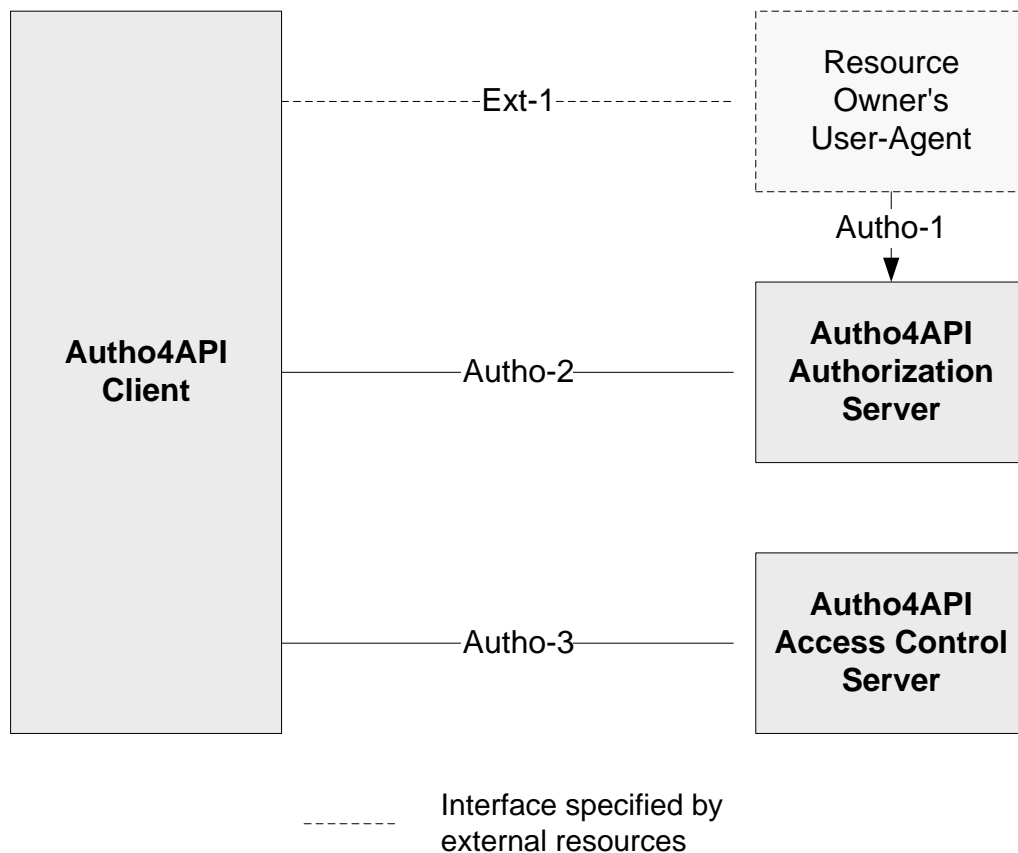 Resource
Owner's
User-Agent
Ext-1
Autho-1
Autho4API
Client
Autho-2
Autho4API
Authorization
Server
Autho-3
Autho4API
Access Control
Server
Interface specified by
external resources